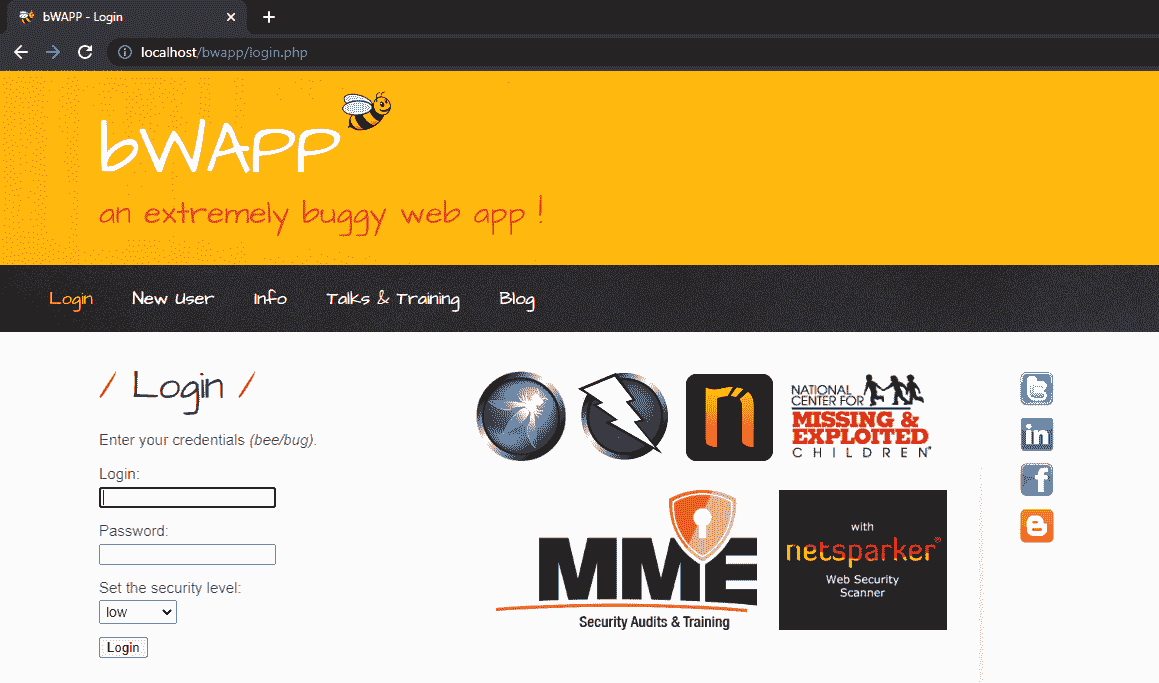 bWAPP - Login
localhost/bwapp/login.php
bWAPP
an extremely buggy web app !
Login New User Info Talks & Training Blog
/ Login /
Enter your credentials (bee/bug).
Login:
Password:
Set the security level:
low
Login
n
NATIONAL
CENTER FOR
MISSING &
EXPLOITED
CHILDREN®
MME
Security Audits & Training
with
netsparker®
Web Security
Scanner
t
in
f
B